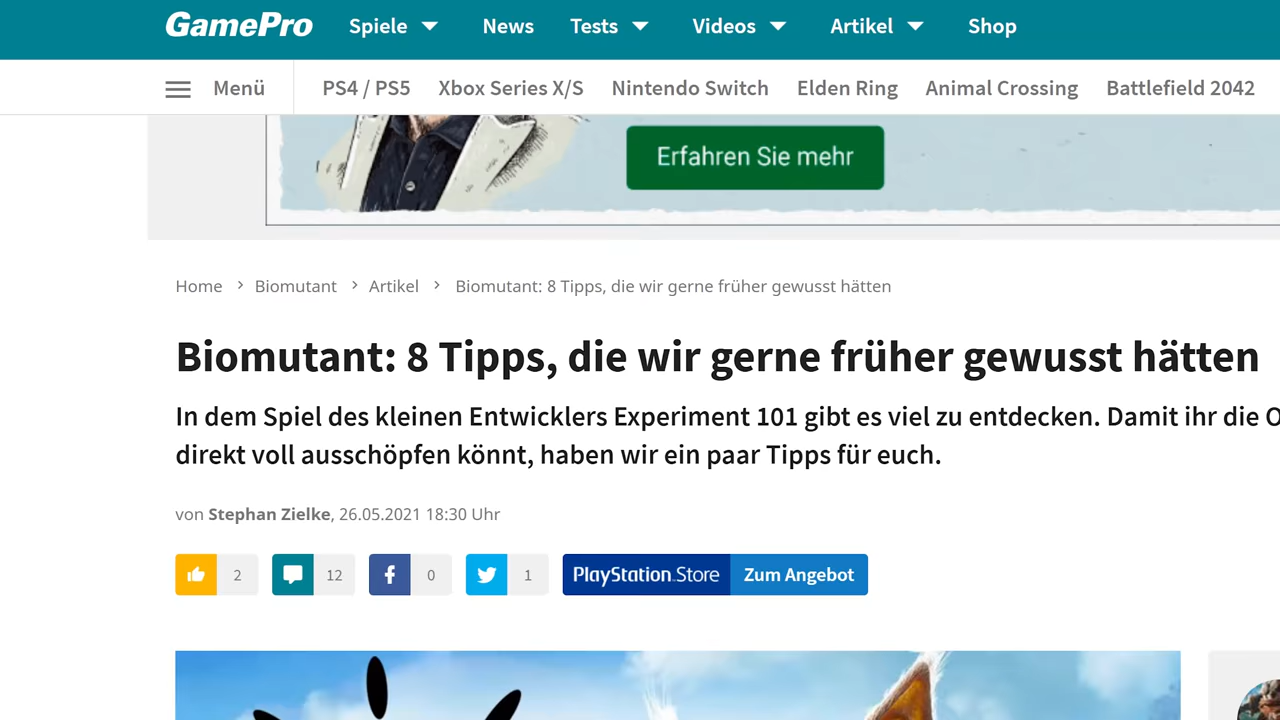 GamePro Spiele News Tests Videos Artikel Shop
Menü PS4 / PS5 Xbox Series X/S Nintendo Switch Elden Ring Animal Crossing Battlefield 2042
Erfahren Sie mehr
Home > Biomutant > Artikel > Biomutant: 8 Tipps, die wir gerne früher gewusst hätten
Biomutant: 8 Tipps, die wir gerne früher gewusst hätten
In dem Spiel des kleinen Entwicklers Experiment 101 gibt es viel zu entdecken. Damit ihr die
direkt voll ausschöpfen könnt, haben wir ein paar Tipps für euch.
von Stephan Zielke, 26.05.2021 18:30 Uhr
2 12 0 1 PlayStation Store Zum Angebot